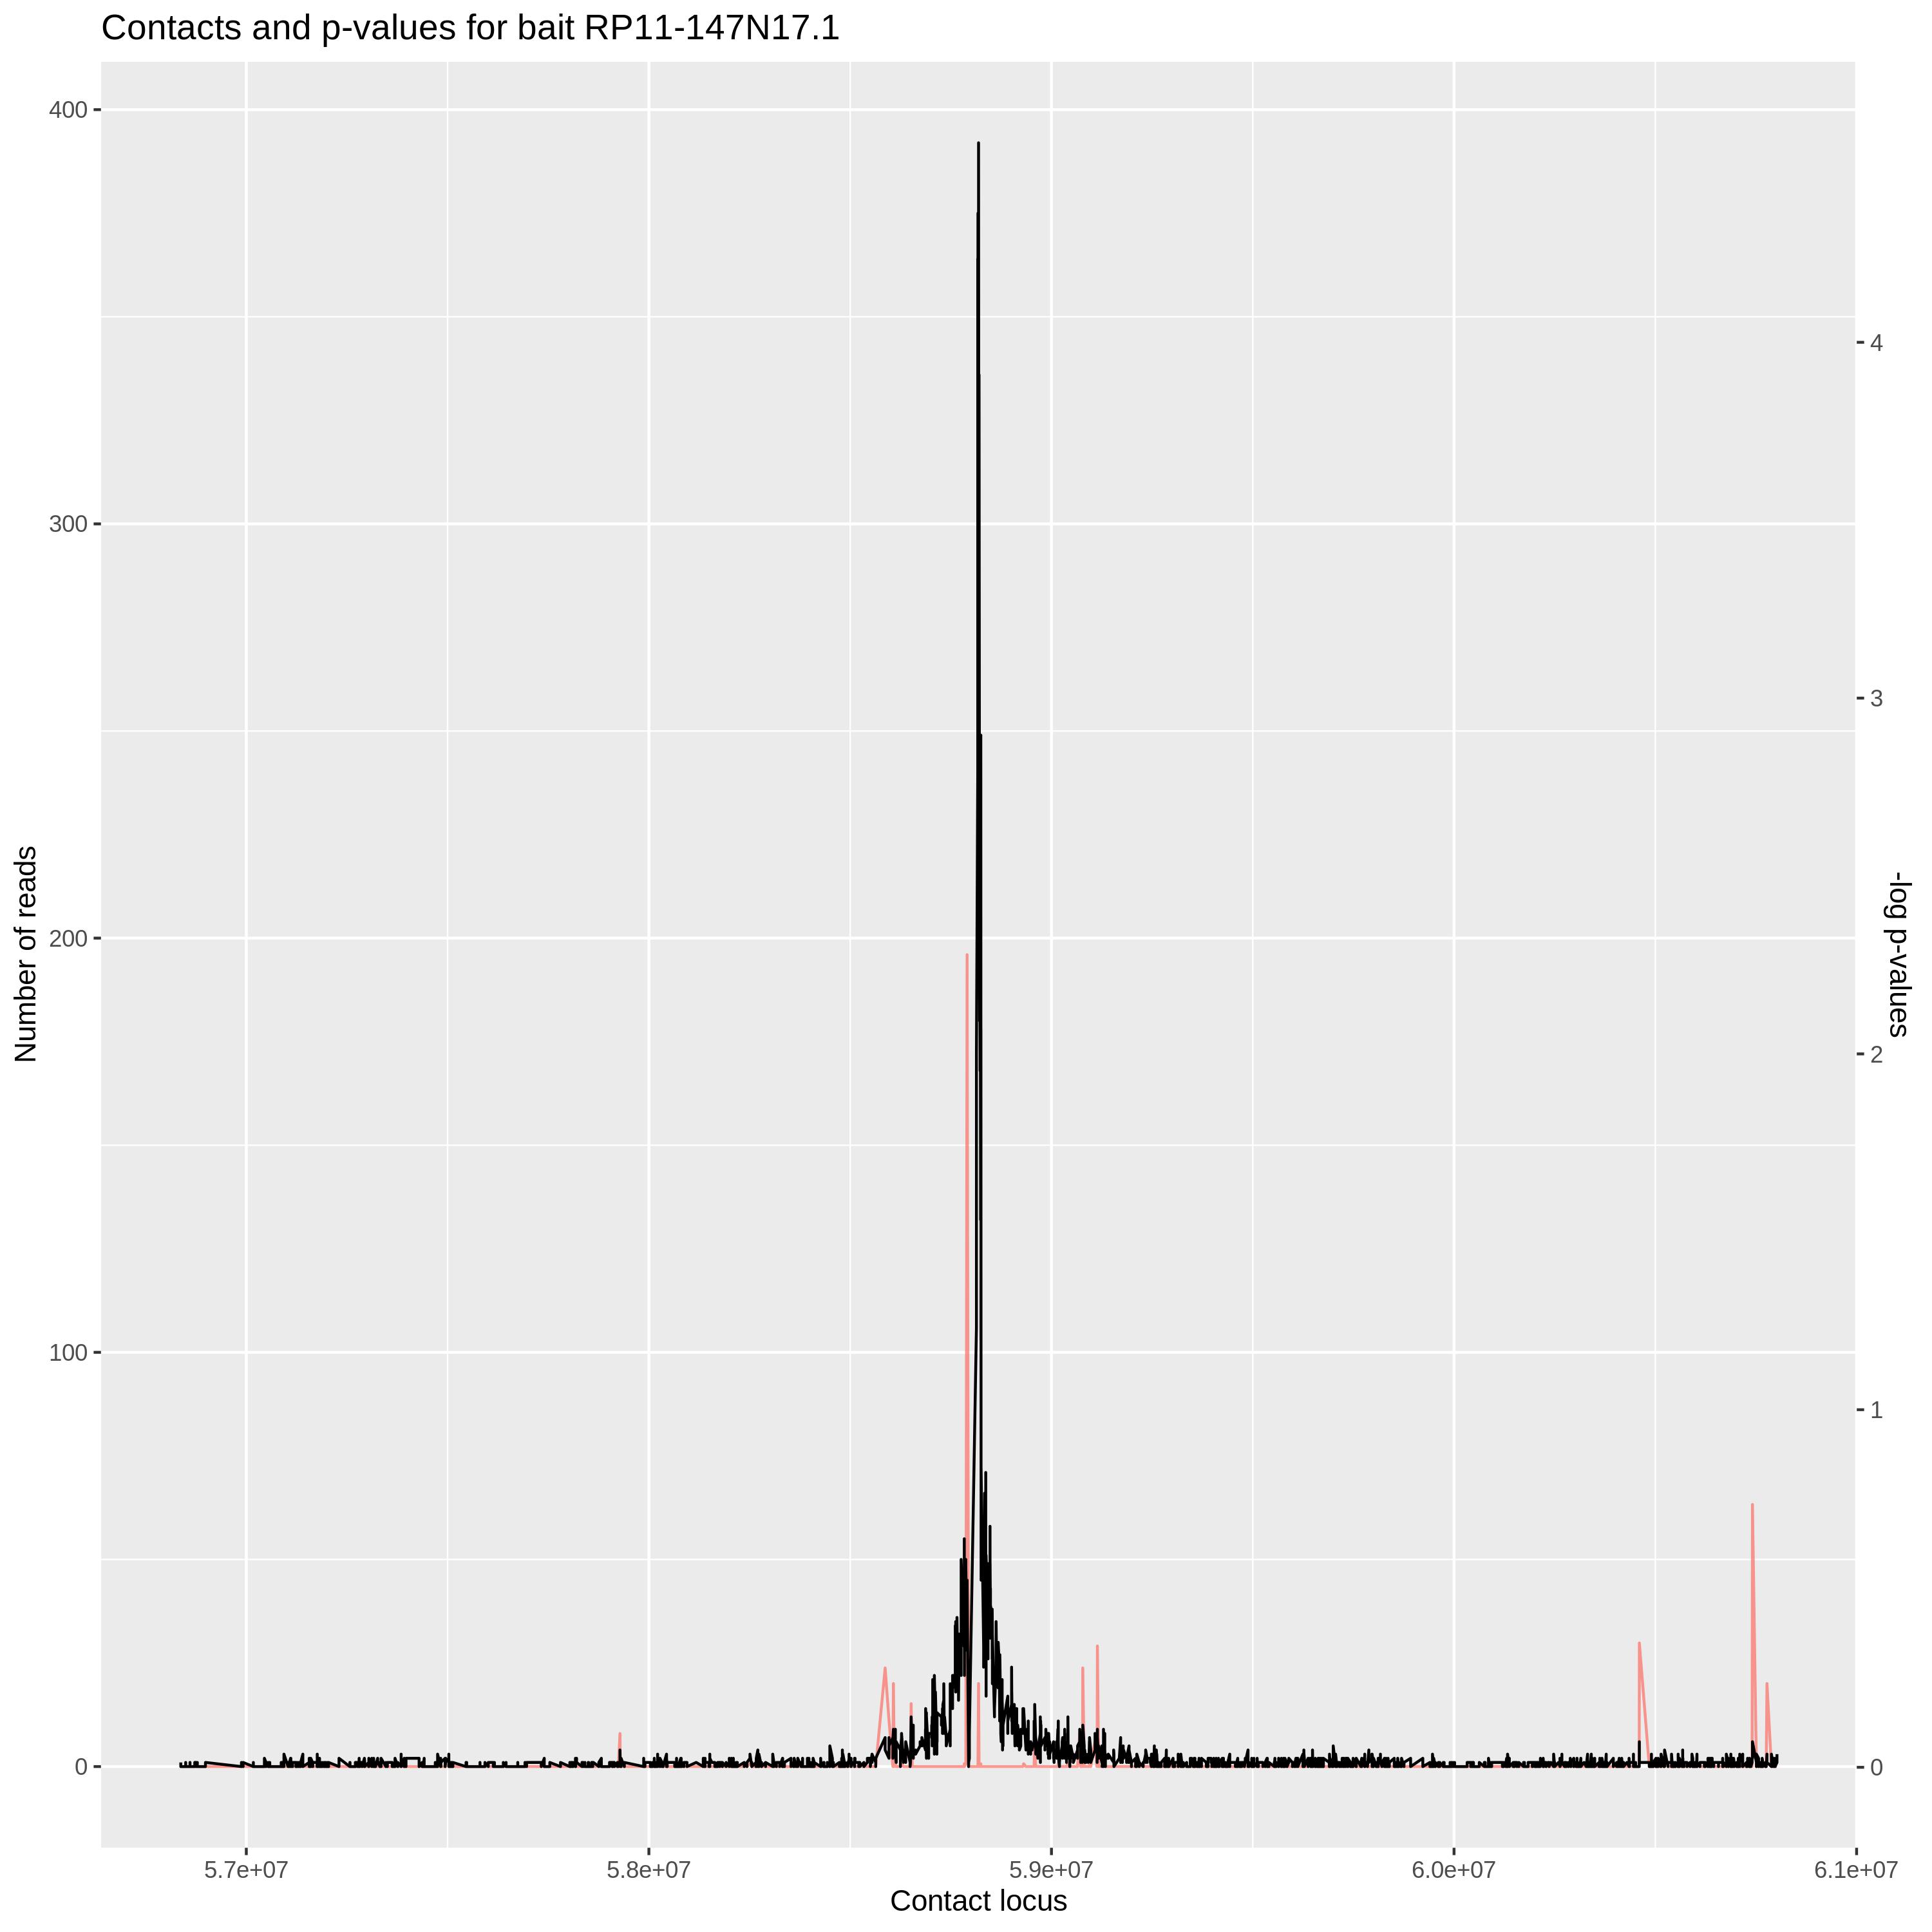 Contacts and p-values for bait RP11-147N17.1
400
300
200
100
0
Number of reads
4
3
2
1
0
-log p-values
5.7e+07
5.8e+07
5.9e+07
6.0e+07
6.1e+07
Contact locus